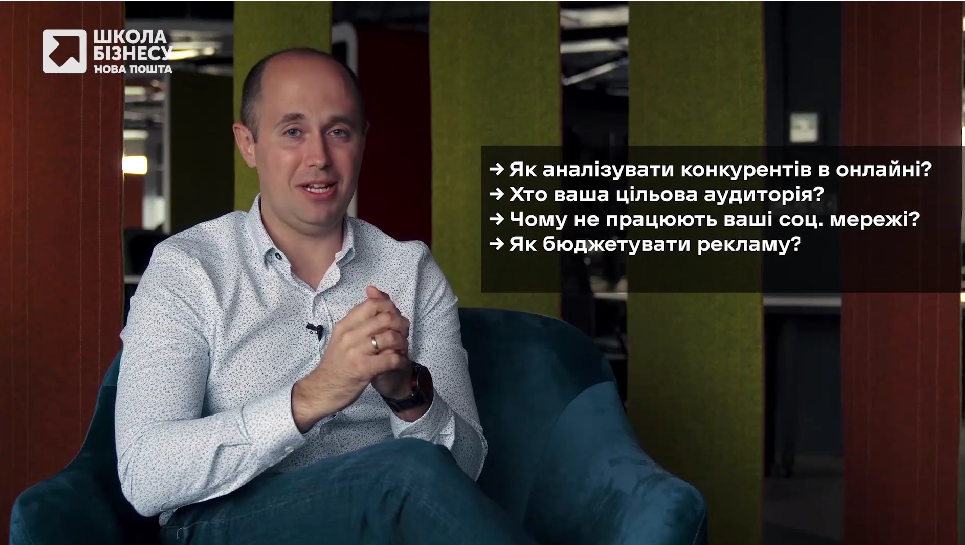 ШКОЛА
БІЗНЕСУ
НОВА ПОШТА
→ Як аналізувати конкурентів в онлайні?
→ Хто ваша цільова аудиторія?
→ Чому не працюють ваші соц. мережі?
→ Як бюджетувати рекламу?